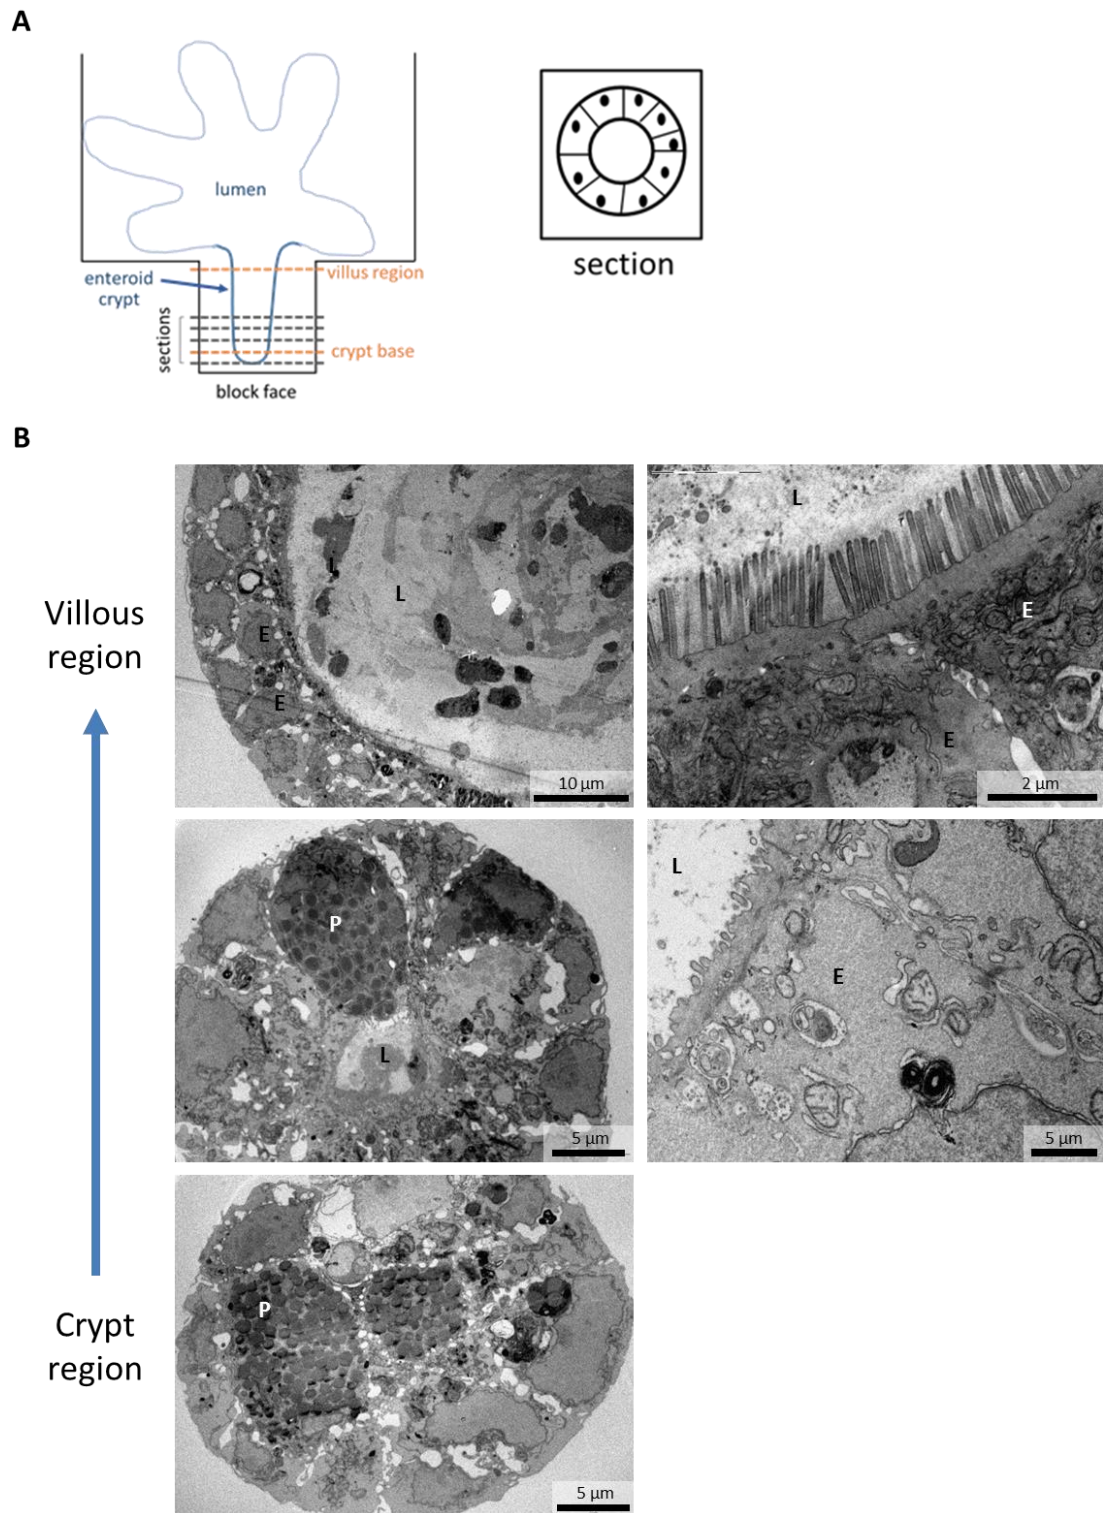 A
lumen
enteroid
crypt
villus region
sections
crypt base
block face
section
B
Villous
region
Crypt
region
L
L
E
E
10 µm
L
E
E
2 µm
P
L
5 µm
L
E
5 µm
P
5 µm